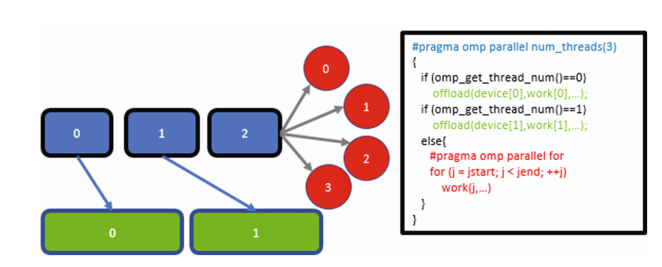 0
1
2
0
1
2
3
0
1
#pragma omp parallel num_threads(3)
{
if (omp_get_thread_num()==0)
offload(device[0],work[0],...);
if (omp_get_thread_num()==1)
offload(device[1],work[1],...);
else{
#pragma omp parallel for
for (j = jstart; j < jend; ++j)
work(j,...)
}
}